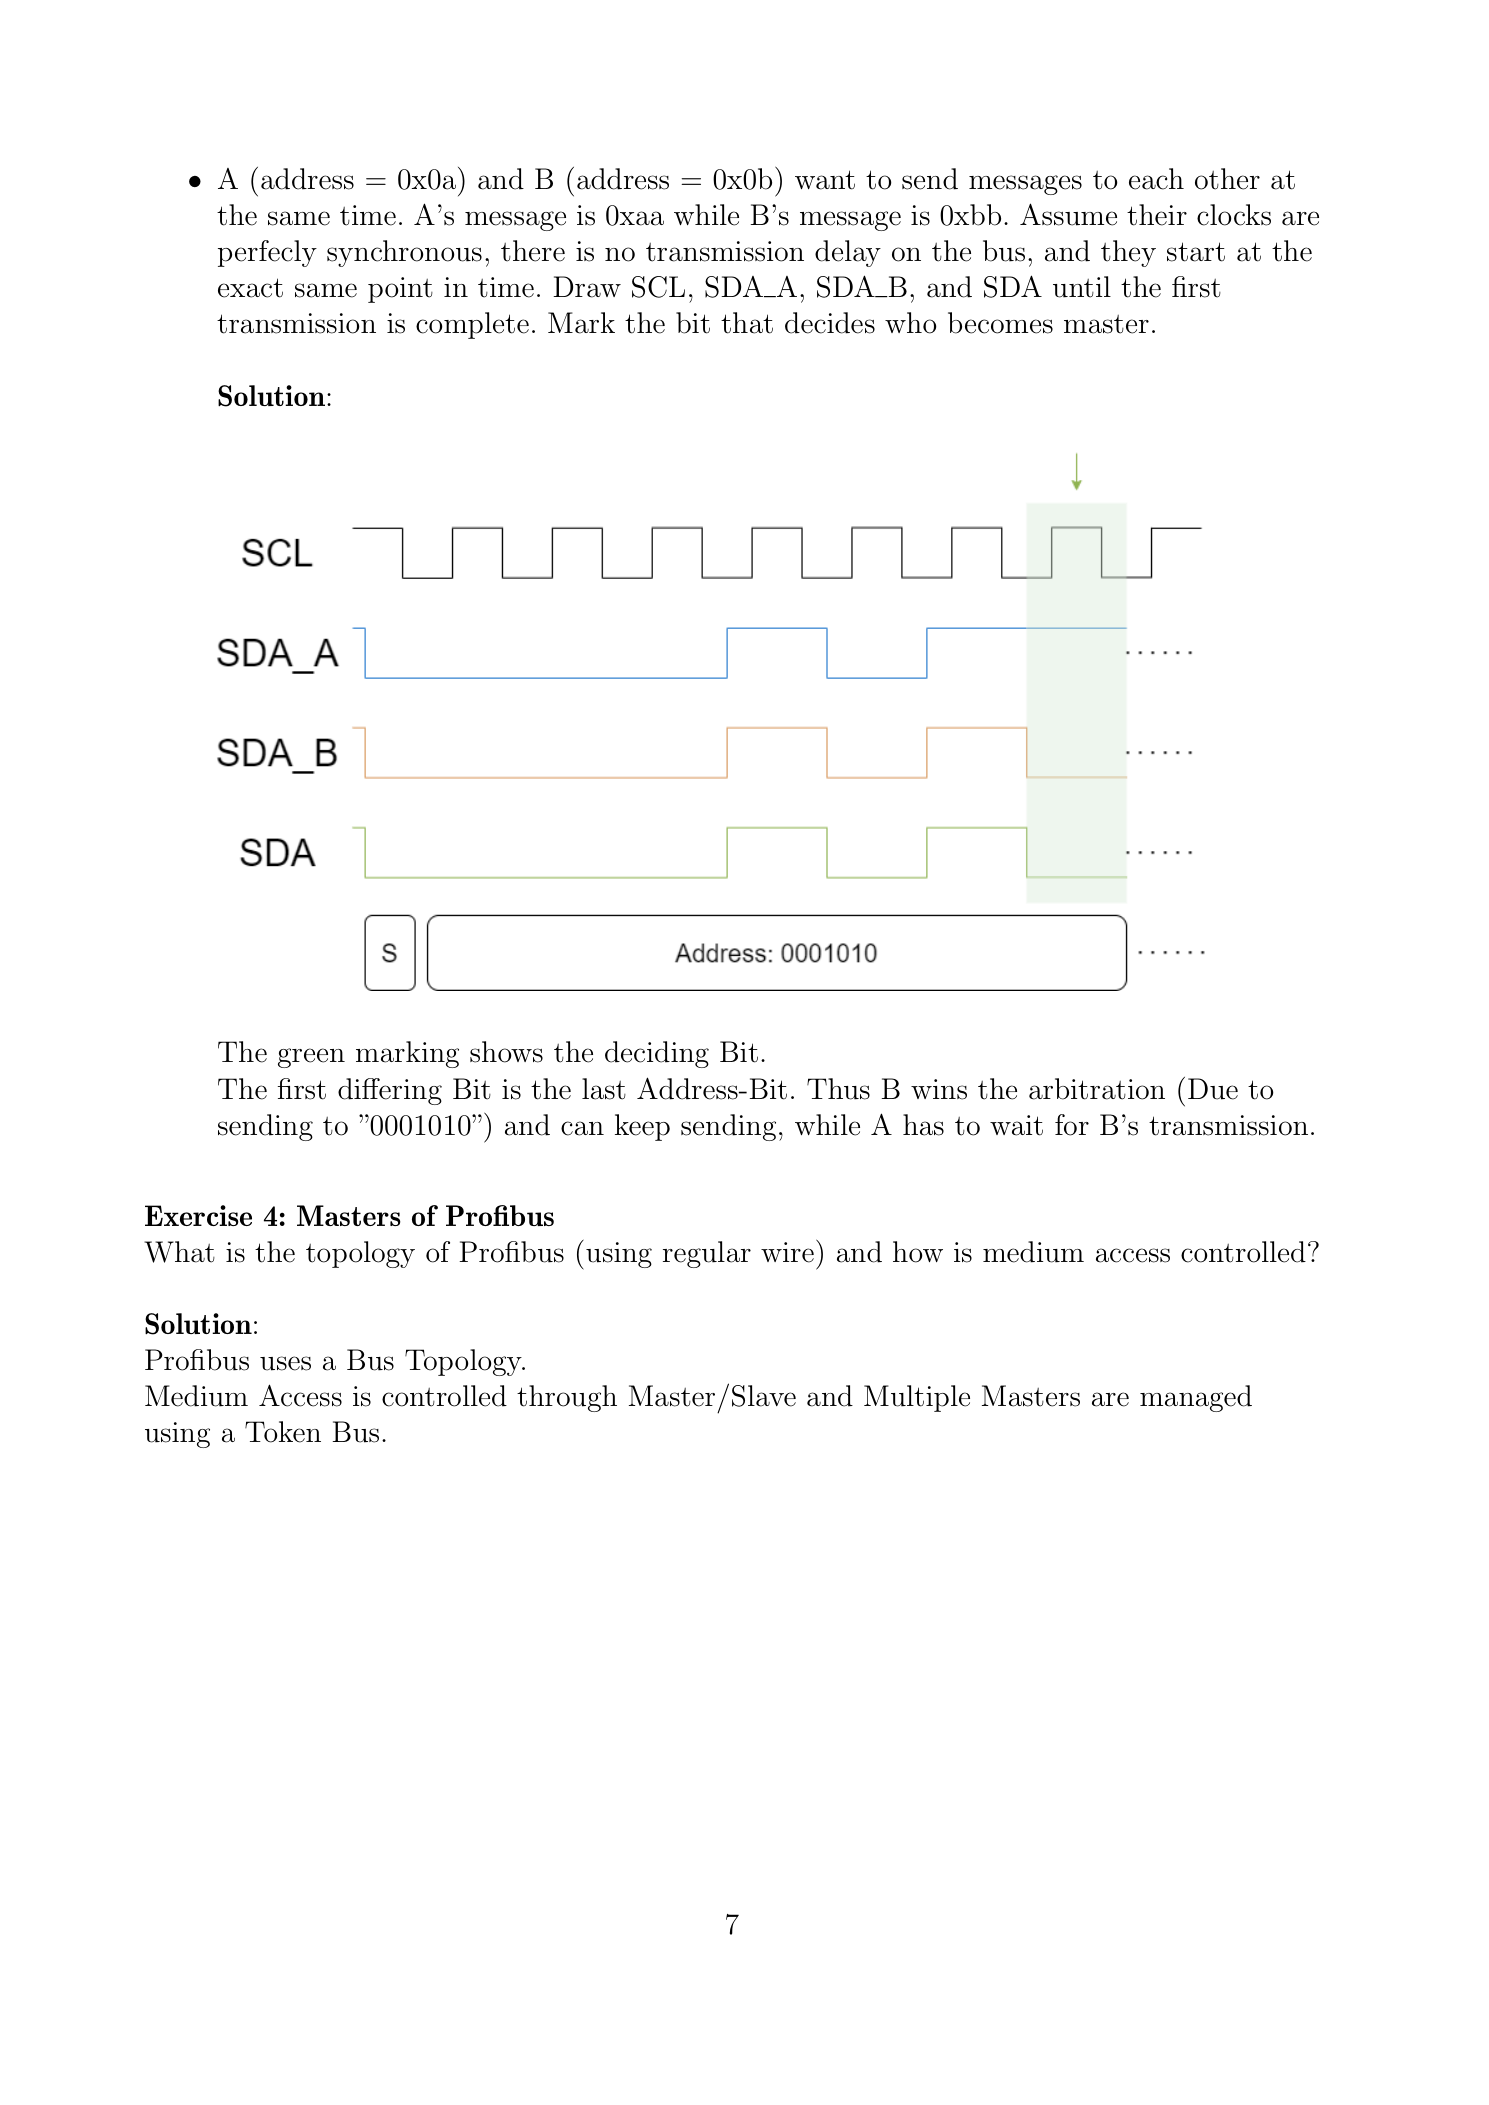 • A (address = 0x0a) and B (address = 0x0b) want to send messages to each other at
the same time. A's message is 0xaa while B's message is 0xbb. Assume their clocks are
perfecly synchronous, there is no transmission delay on the bus, and they start at the
exact same point in time. Draw SCL, SDA_A, SDA_B, and SDA until the first
transmission is complete. Mark the bit that decides who becomes master.
Solution:
SCL
SDA_A ......
SDA_B ......
SDA ......
S Address: 0001010 ......
The green marking shows the deciding Bit.
The first differing Bit is the last Address-Bit. Thus B wins the arbitration (Due to
sending to ”0001010”) and can keep sending, while A has to wait for B's transmission.
Exercise 4: Masters of Profibus
What is the topology of Profibus (using regular wire) and how is medium access controlled?
Solution:
Profibus uses a Bus Topology.
Medium Access is controlled through Master/Slave and Multiple Masters are managed
using a Token Bus.
7